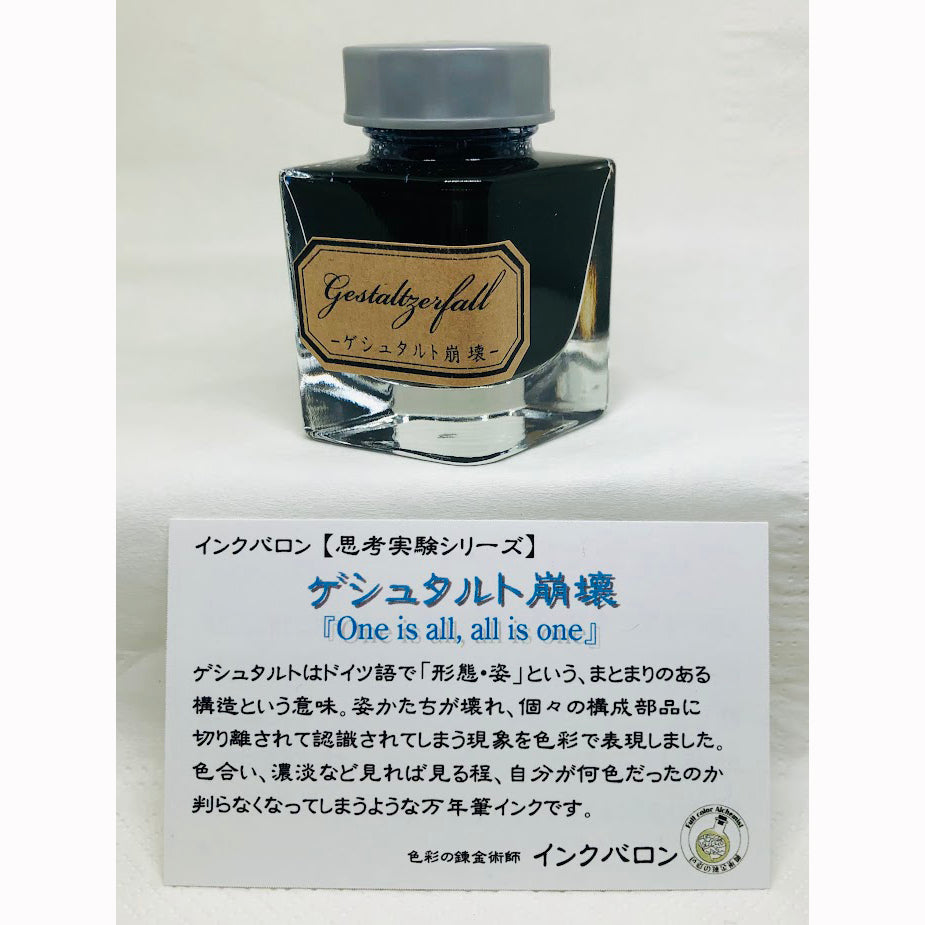 Gestaltzerfall
-ゲシュタルト崩壊-
インクバロン【思考実験シリーズ】
ゲシュタルト崩壊
『One is all, all is one』
ゲシュタルトはドイツ語で「形態・姿」という、まとまりのある
構造という意味。姿かたちが壊れ、個々の構成部品に
切り離されて認識されてしまう現象を色彩で表現しました。
色合い、濃淡など見れば見る程、自分が何色だったのか
判らなくなってしまうような万年筆インクです。
色彩の錬金術師 インクバロン
Full color Alchemist